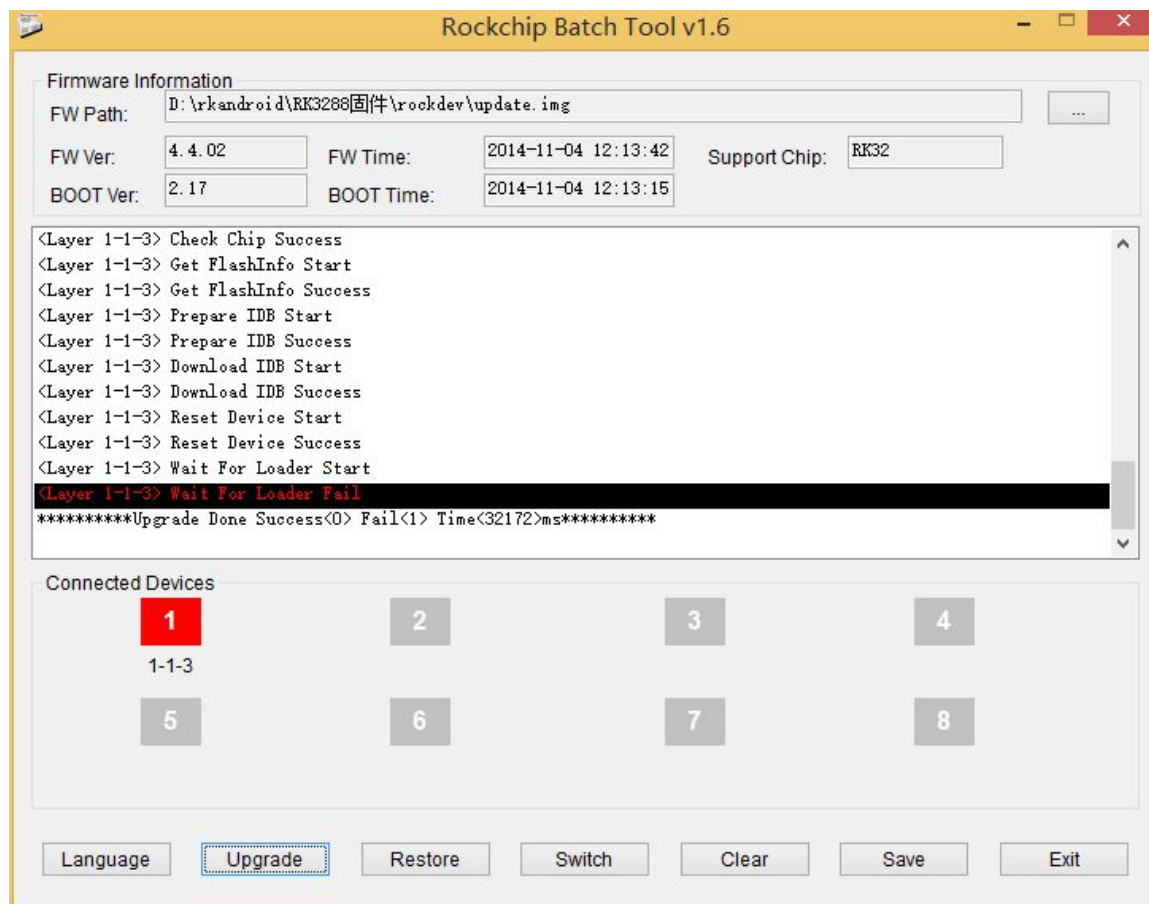 Rockchip Batch Tool v1.6
Firmware Information
FW Path: D:\rkandroid\RK3288固件\rockdev\update.img ...
FW Ver: 4.4.02 FW Time: 2014-11-04 12:13:42 Support Chip: RK32
BOOT Ver: 2.17 BOOT Time: 2014-11-04 12:13:15
<Layer 1-1-3> Check Chip Success
<Layer 1-1-3> Get FlashInfo Start
<Layer 1-1-3> Get FlashInfo Success
<Layer 1-1-3> Prepare IDB Start
<Layer 1-1-3> Prepare IDB Success
<Layer 1-1-3> Download IDB Start
<Layer 1-1-3> Download IDB Success
<Layer 1-1-3> Reset Device Start
<Layer 1-1-3> Reset Device Success
<Layer 1-1-3> Wait For Loader Start
<Layer 1-1-3> Wait For Loader Fail
**********Upgrade Done Success<0> Fail<1> Time<32172>ms**********
Connected Devices
1 2 3 4
1-1-3
5 6 7 8
Language Upgrade Restore Switch Clear Save Exit